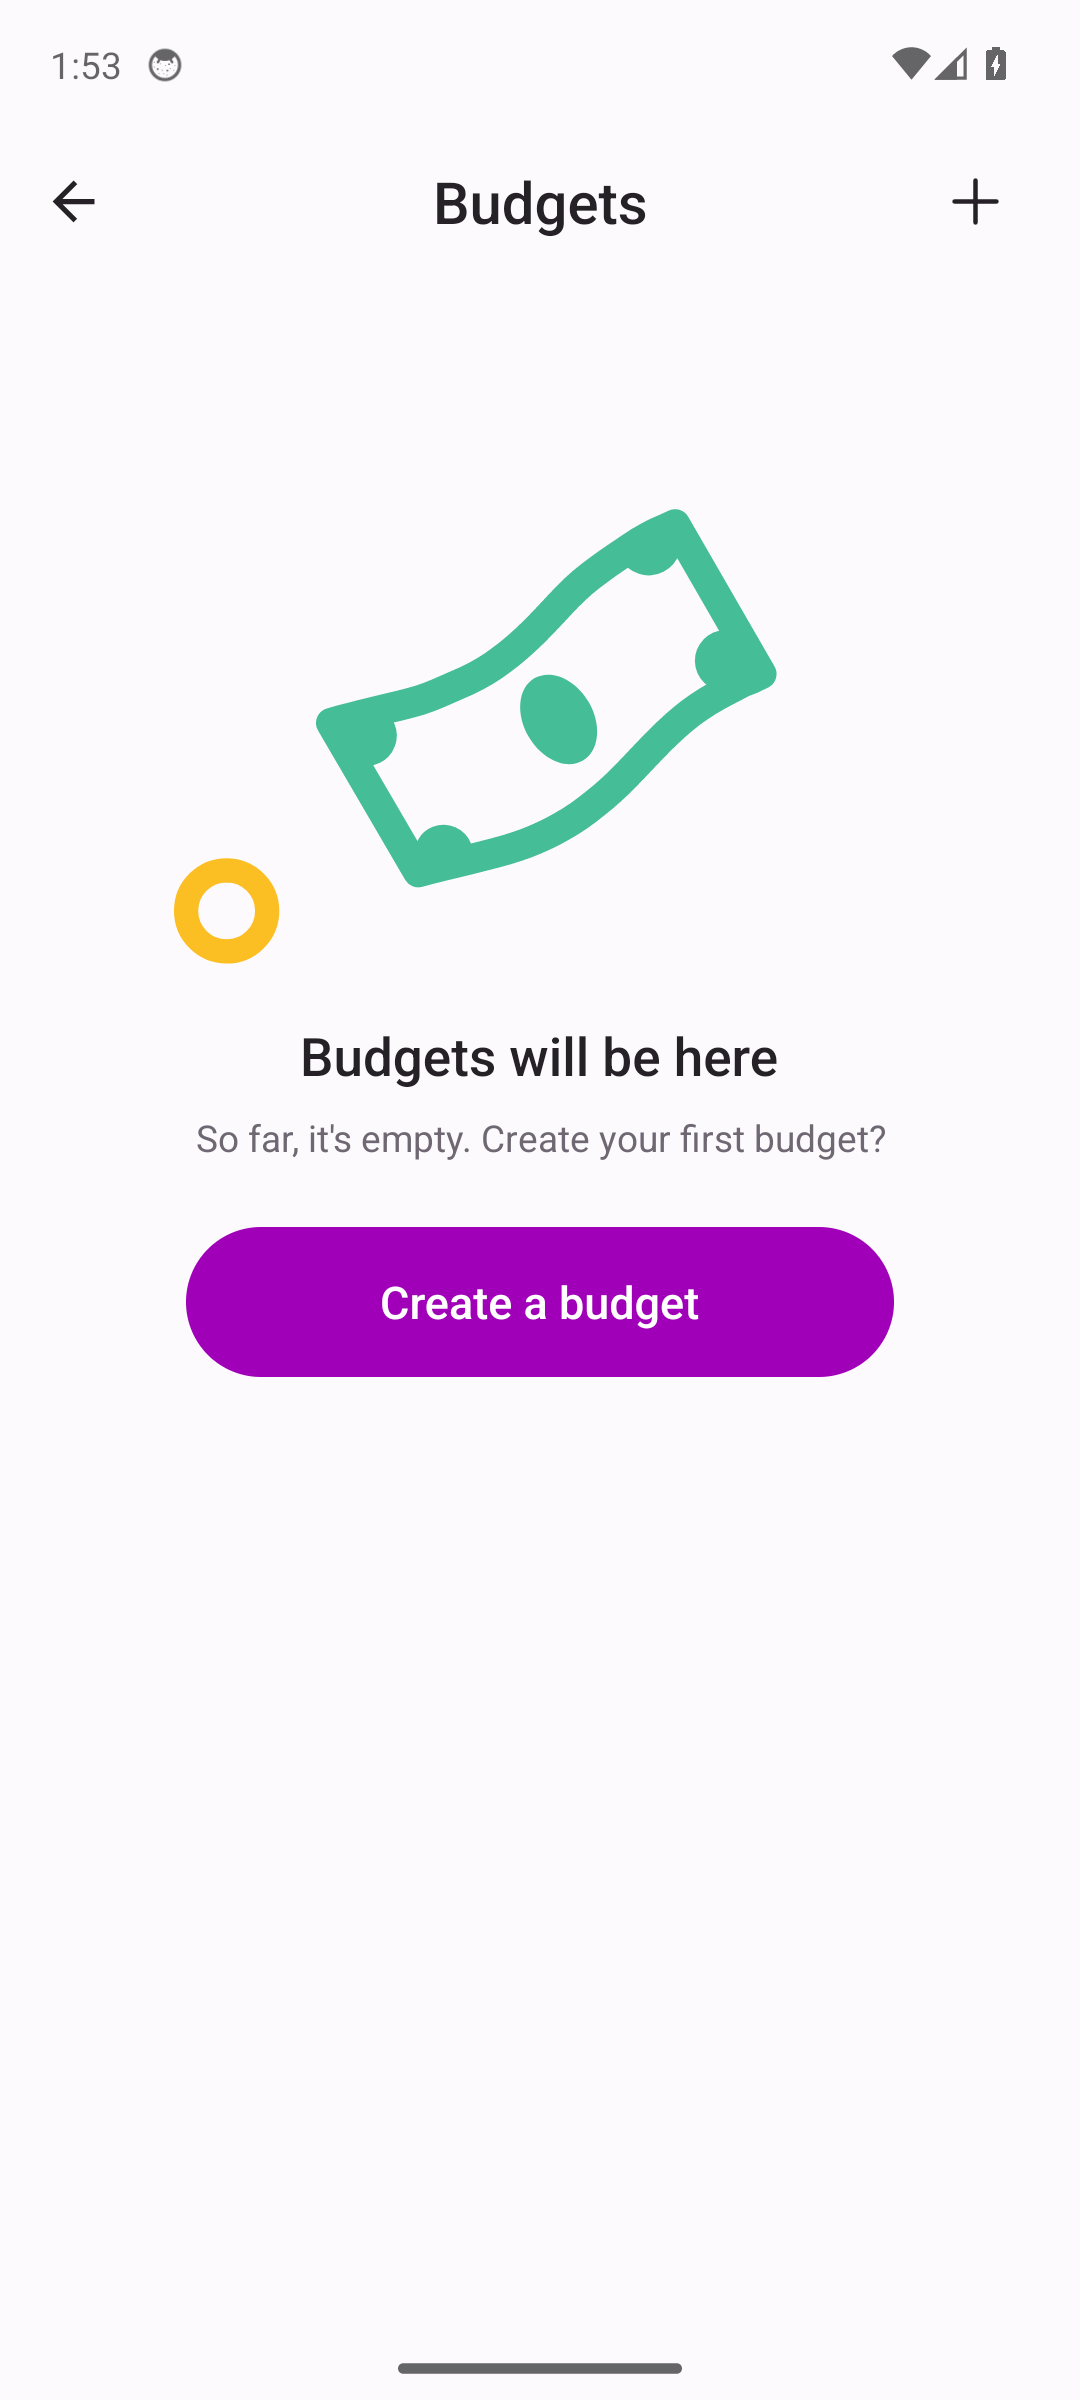 1:53
Budgets
Budgets will be here
So far, it's empty. Create your first budget?
Create a budget